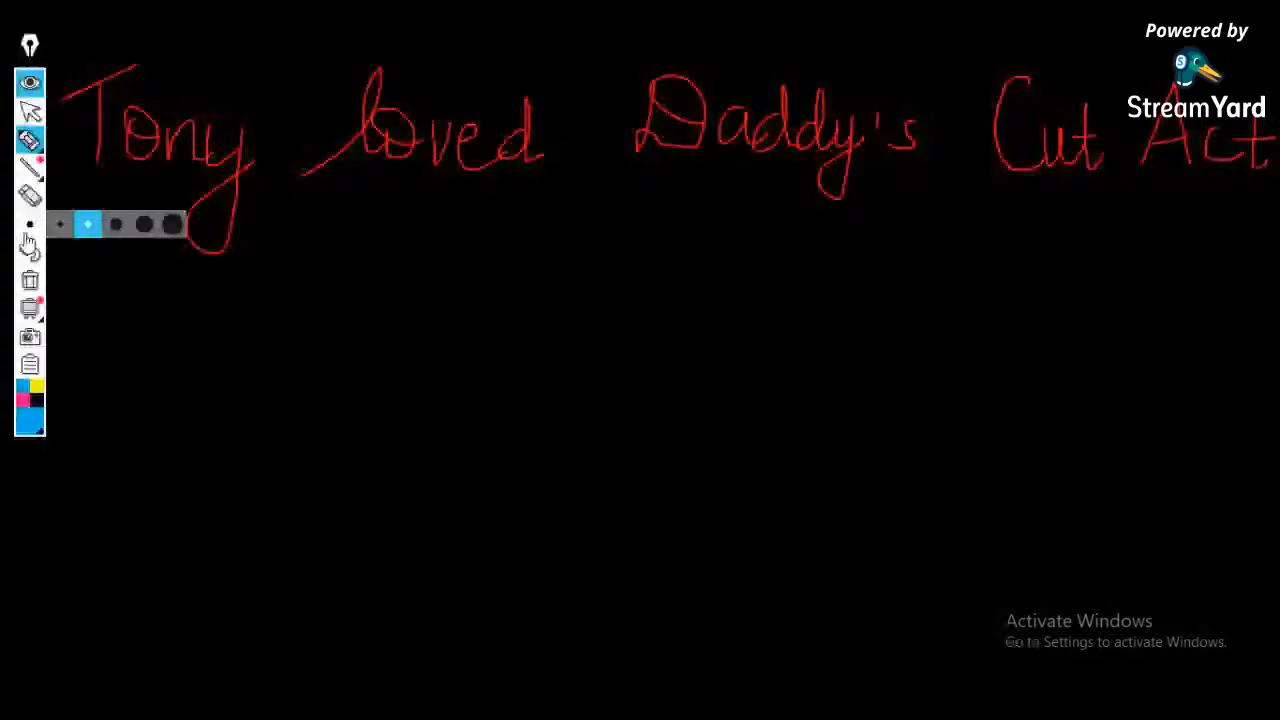 Powered by
StreamYard
Tony loved Daddy's Cut Act
Activate Windows
Go to Settings to activate Windows.